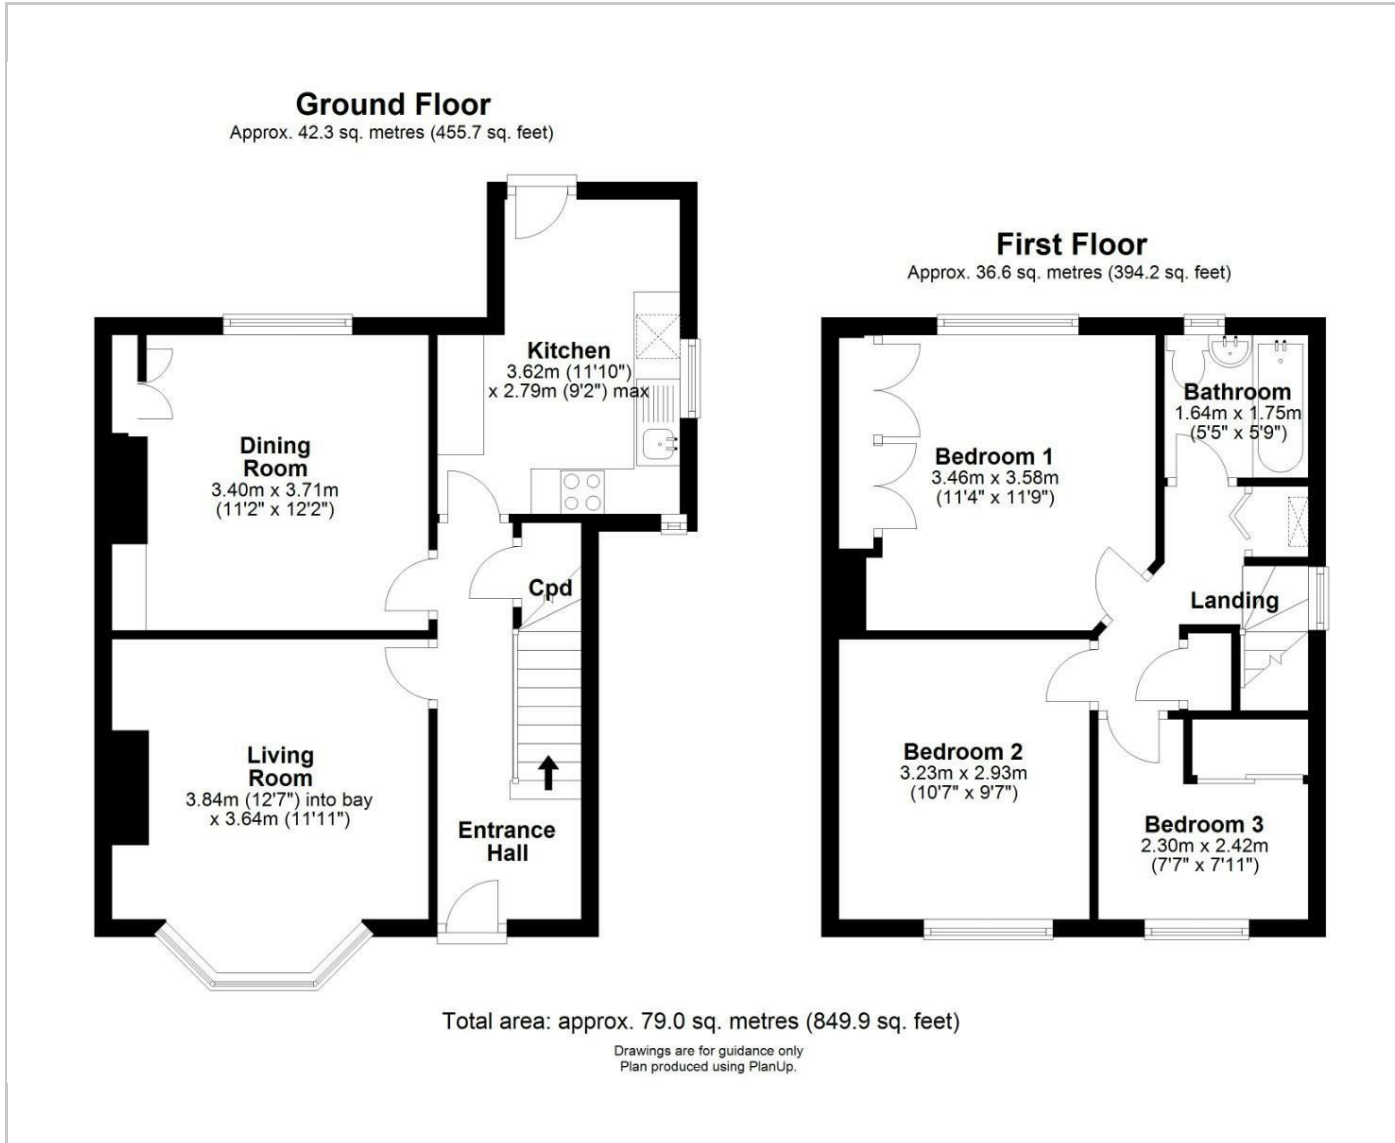 Ground Floor
Approx. 42.3 sq. metres (455.7 sq. feet)
Kitchen
3.62m (11'10")
x 2.79m (9'2") max
Dining
Room
3.40m x 3.71m
(11'2" x 12'2")
Cpd
Living
Room
3.84m (12'7") into bay
x 3.64m (11'11")
Entrance
Hall
First Floor
Approx. 36.6 sq. metres (394.2 sq. feet)
Bathroom
1.64m x 1.75m
(5'5" x 5'9")
Bedroom 1
3.46m x 3.58m
(11'4" x 11'9")
Landing
Bedroom 2
3.23m x 2.93m
(10'7" x 9'7")
Bedroom 3
2.30m x 2.42m
(7'7" x 7'11")
Total area: approx. 79.0 sq. metres (849.9 sq. feet)
Drawings are for guidance only
Plan produced using PlanUp.